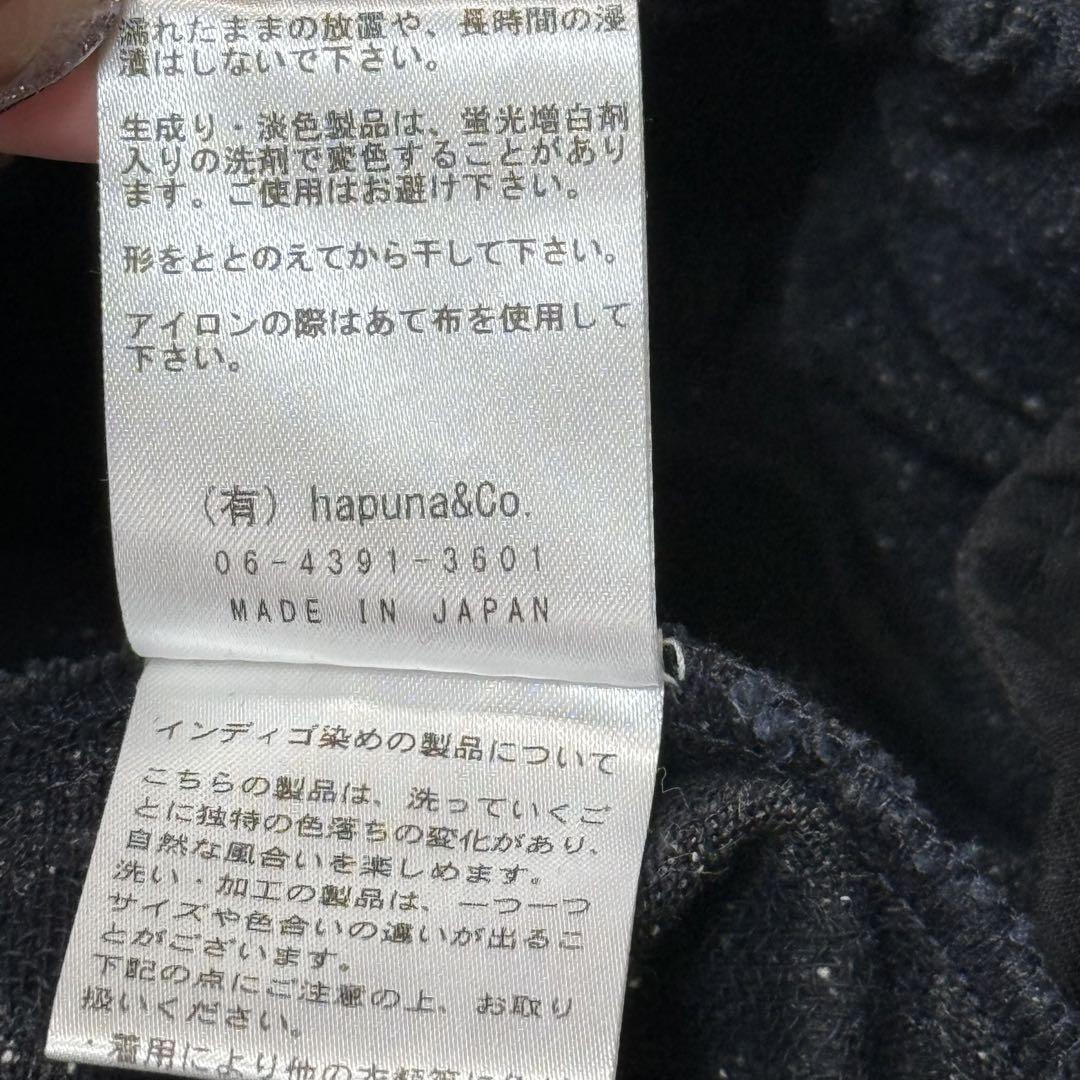 濡れたままの放置や、長時間の浸
漬はしないで下さい。
生成り・淡色製品は、蛍光増白剤
入りの洗剤で変色することがあり
ます。ご使用はお避け下さい。
形をととのえてから干して下さい。
アイロンの際はあて布を使用して
下さい。
(有) hapuna&Co.
06-4391-3601
MADE IN JAPAN
インディゴ染めの製品について
こちらの製品は、洗っていくご
とに独特の色落ちの変化があり、
自然な風合いを楽しめます。
洗い・加工の製品は、一つ一つ
サイズや色合いの違いが出るこ
とがございます。
下記の点にご注意の上、お取り
扱いください。
・着用により他の衣類等に